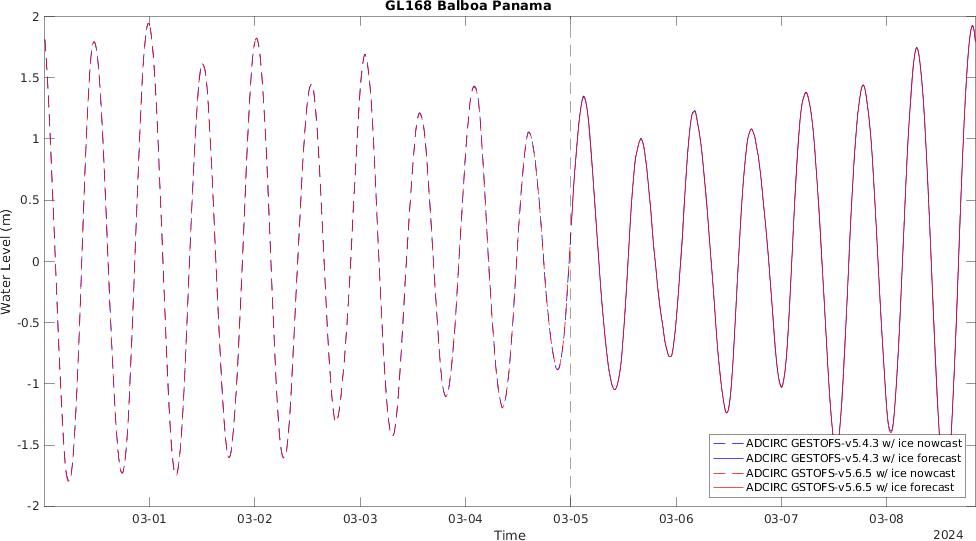 GL168 Balboa Panama
2
1.5
1
0.5
0
-0.5
-1
-1.5
-2
Water Level (m)
ADCIRC GESTOFS-v5.4.3 w/ ice nowcast
ADCIRC GESTOFS-v5.4.3 w/ ice forecast
ADCIRC GSTOFS-v5.6.5 w/ ice nowcast
ADCIRC GSTOFS-v5.6.5 w/ ice forecast
03-01 03-02 03-03 03-04 03-05 03-06 03-07 03-08
Time
2024